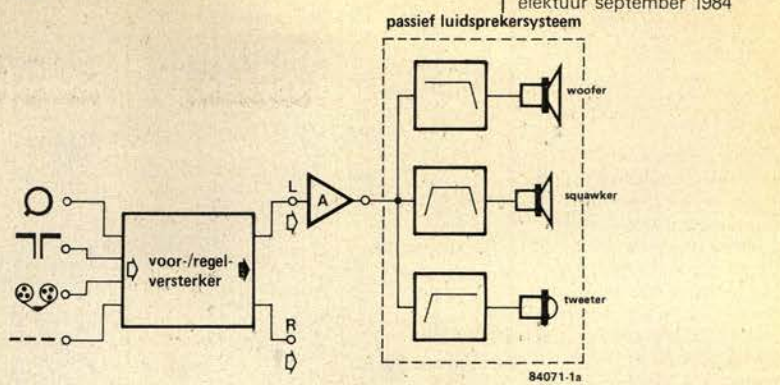 elektuur september 1984
passief luidsprekersysteem
woofer
L
A
squawker
voor-/regel-
versterker
tweeter
R
84071-1a